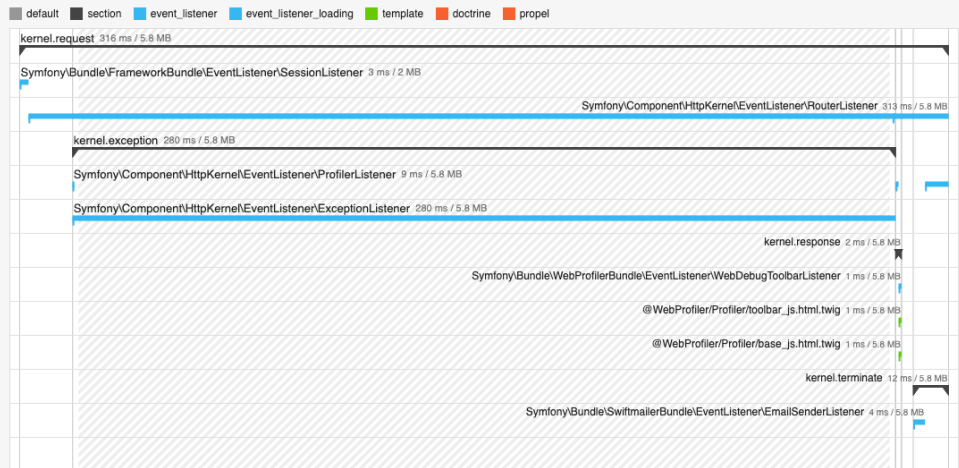 default section event_listener event_listener_loading template doctrine propel
kernel.request 316 ms / 5.8 MB
Symfony\Bundle\FrameworkBundle\EventListener\SessionListener 3 ms / 2 MB
Symfony\Component\HttpKernel\EventListener\RouterListener 313 ms / 5.8 MB
kernel.exception 280 ms / 5.8 MB
Symfony\Component\HttpKernel\EventListener\ProfilerListener 9 ms / 5.8 MB
Symfony\Component\HttpKernel\EventListener\ExceptionListener 280 ms / 5.8 MB
kernel.response 2 ms / 5.8 MB
Symfony\Bundle\WebProfilerBundle\EventListener\WebDebugToolbarListener 1 ms / 5.8 MB
@WebProfiler/Profiler/toolbar_js.html.twig 1 ms / 5.8 MB
@WebProfiler/Profiler/base_js.html.twig 1 ms / 5.8 MB
kernel.terminate 12 ms / 5.8 MB
Symfony\Bundle\SwiftmailerBundle\EventListener\EmailSenderListener 4 ms / 5.8 MB